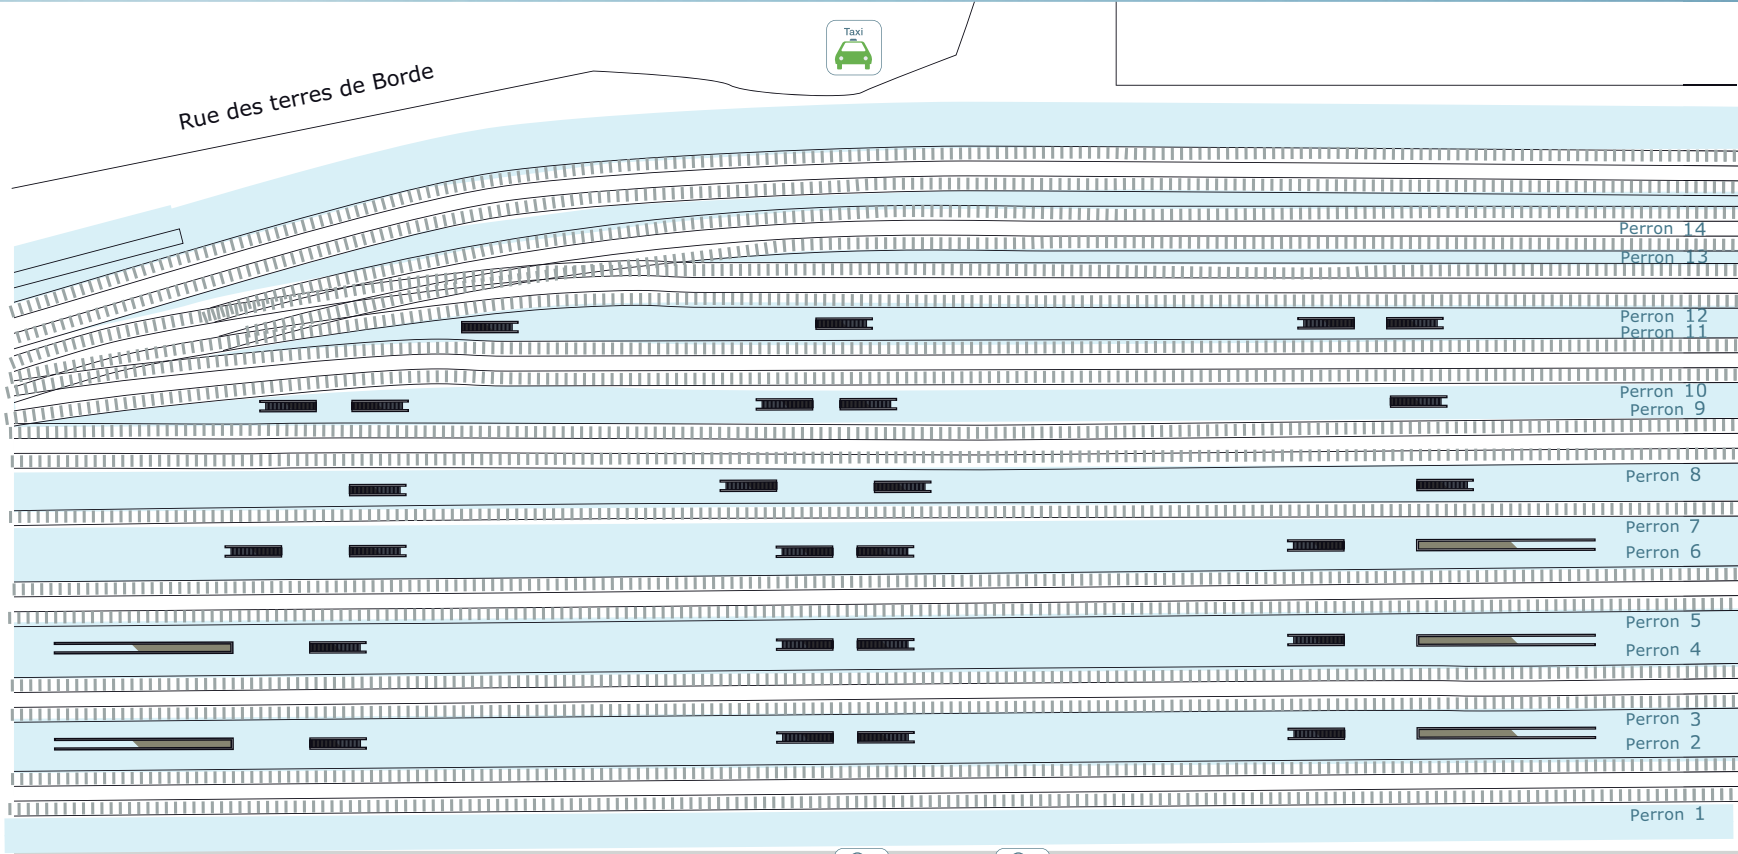 Taxi
Rue des terres de Borde
Perron 14
Perron 13
Perron 12
Perron 11
Perron 10
Perron 9
Perron 8
Perron 7
Perron 6
Perron 5
Perron 4
Perron 3
Perron 2
Perron 1